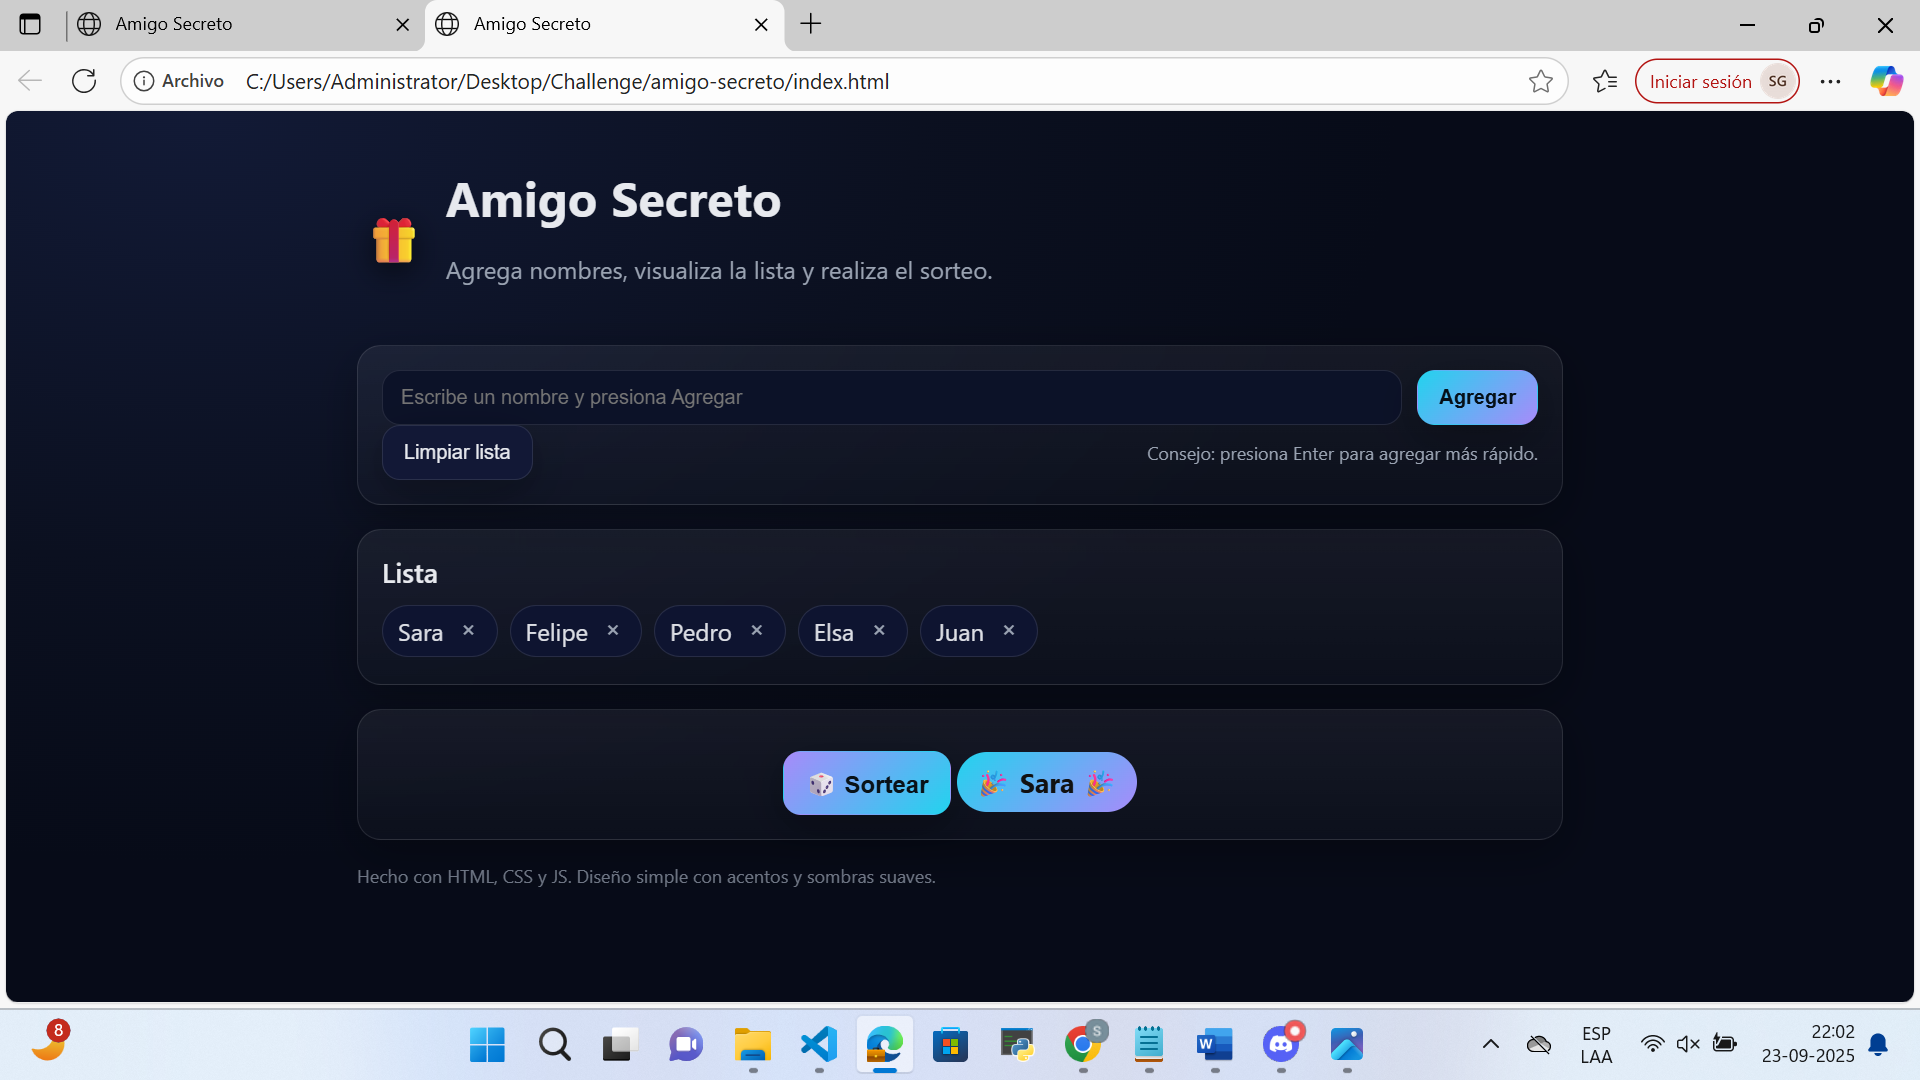 Amigo Secreto
Amigo Secreto
Archivo
C:/Users/Administrator/Desktop/Challenge/amigo-secreto/index.html
Iniciar sesión SG
Amigo Secreto
Agrega nombres, visualiza la lista y realiza el sorteo.
Escribe un nombre y presiona Agregar
Agregar
Limpiar lista
Consejo: presiona Enter para agregar más rápido.
Lista
Sara ×
Felipe ×
Pedro ×
Elsa ×
Juan ×
🎲 Sortear
🎉 Sara 🎉
Hecho con HTML, CSS y JS. Diseño simple con acentos y sombras suaves.
8
S
W
ESP
LAA
22:02
23-09-2025